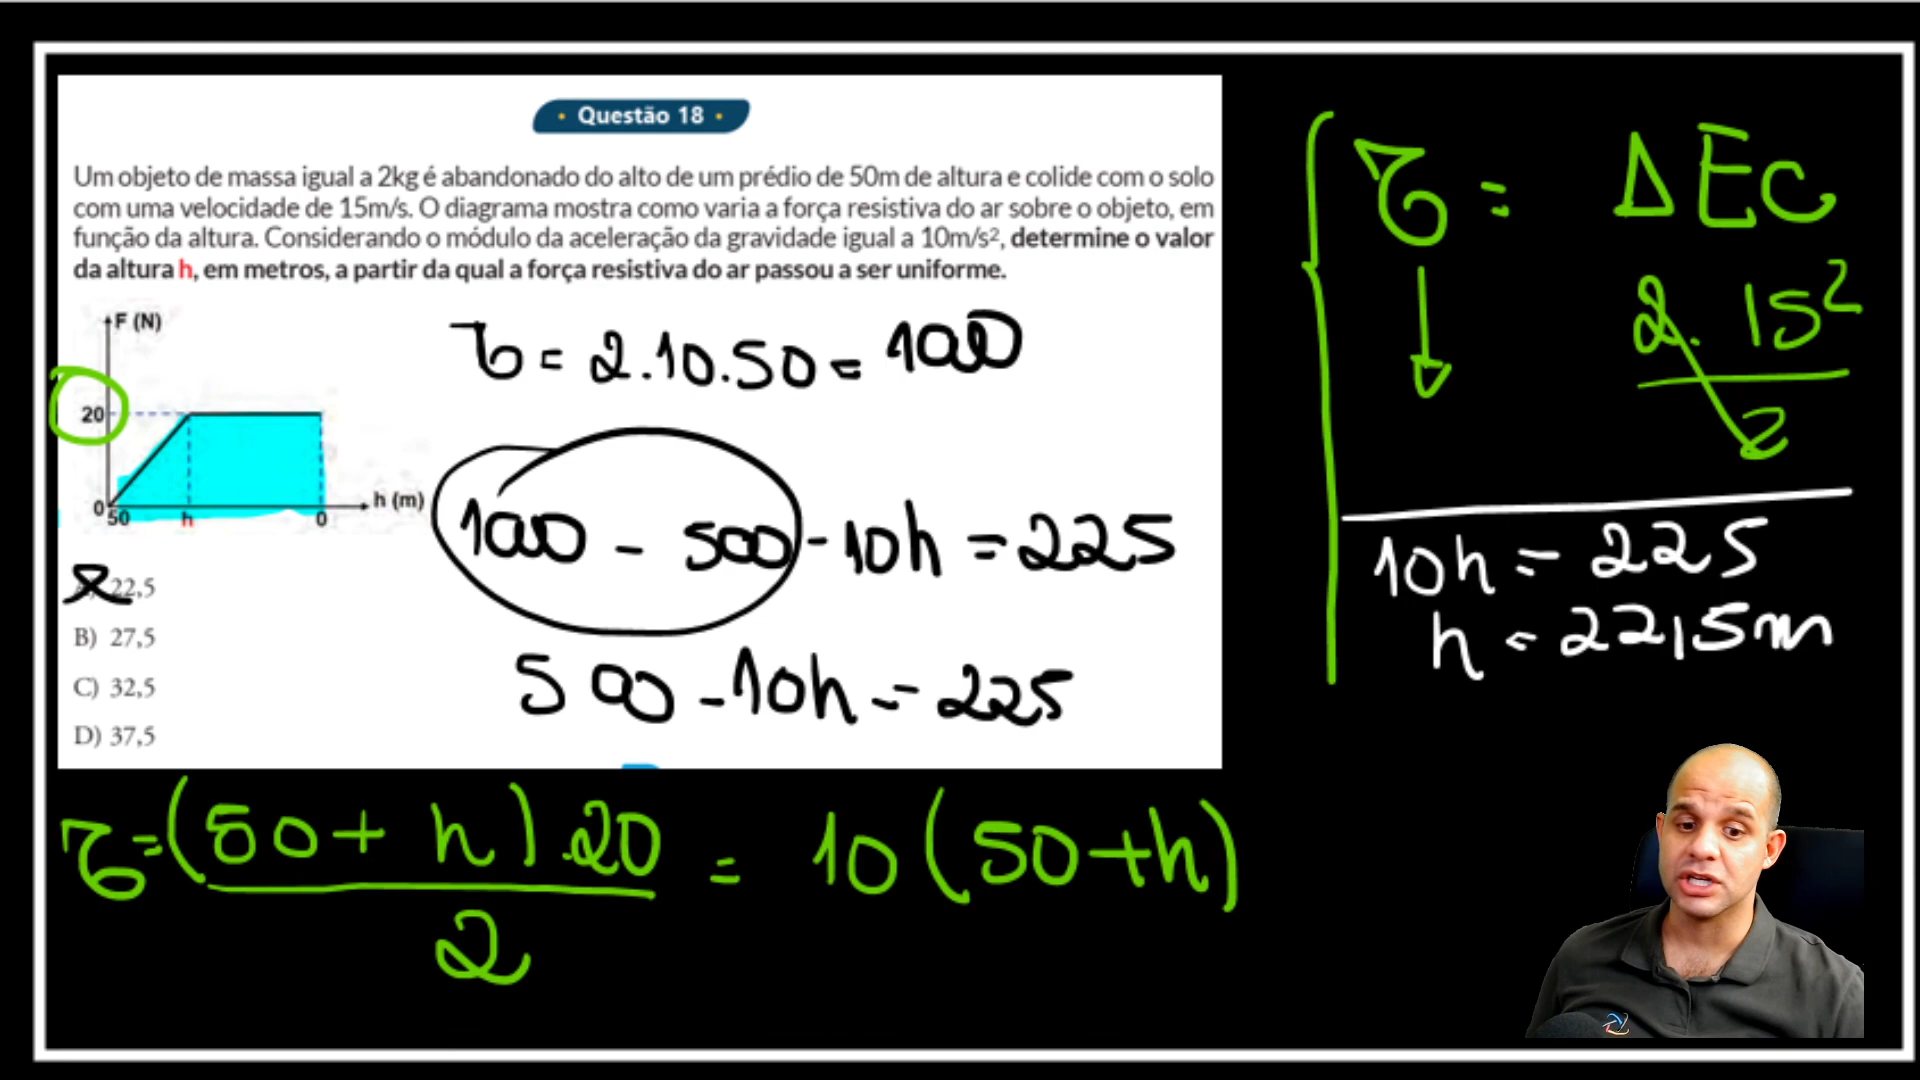 Questão 18
Um objeto de massa igual a 2kg é abandonado do alto de um prédio de 50m de altura e colide com o solo
com uma velocidade de 15m/s. O diagrama mostra como varia a força resistiva do ar sobre o objeto, em
função da altura. Considerando o módulo da aceleração da gravidade igual a 10m/s², determine o valor
da altura h, em metros, a partir da qual a força resistiva do ar passou a ser uniforme.
F (N)
20
0
50 h 0 h (m)
A) 22,5
B) 27,5
C) 32,5
D) 37,5
τ = 2.10.50 = 1000
1000 - 500 - 10h = 225
500 - 10h = 225
τ = (50 + h).20 / 2 = 10(50+h)
τ = ΔEC
2. 15² / 2
10h = 225
h = 22,5m